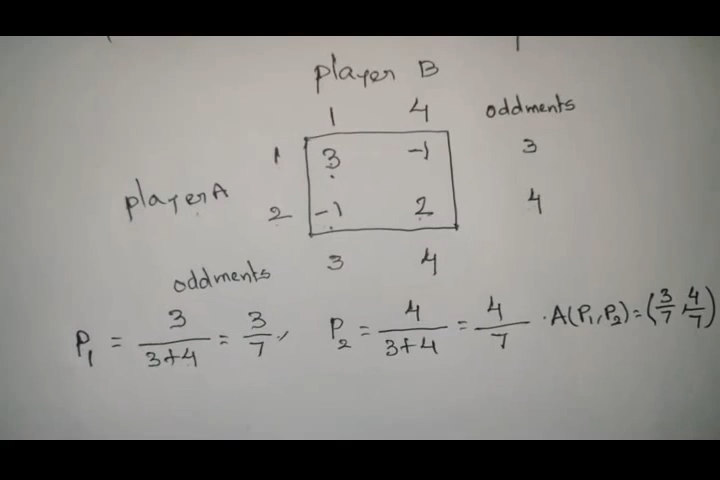 player B
1 4 oddments
1 3 -1 3
player A
2 -1 2 4
3 4
oddments
P1 = 3/(3+4) = 3/7, P2 = 4/(3+4) = 4/7 . A(P1, P2) = (3/7, 4/7)